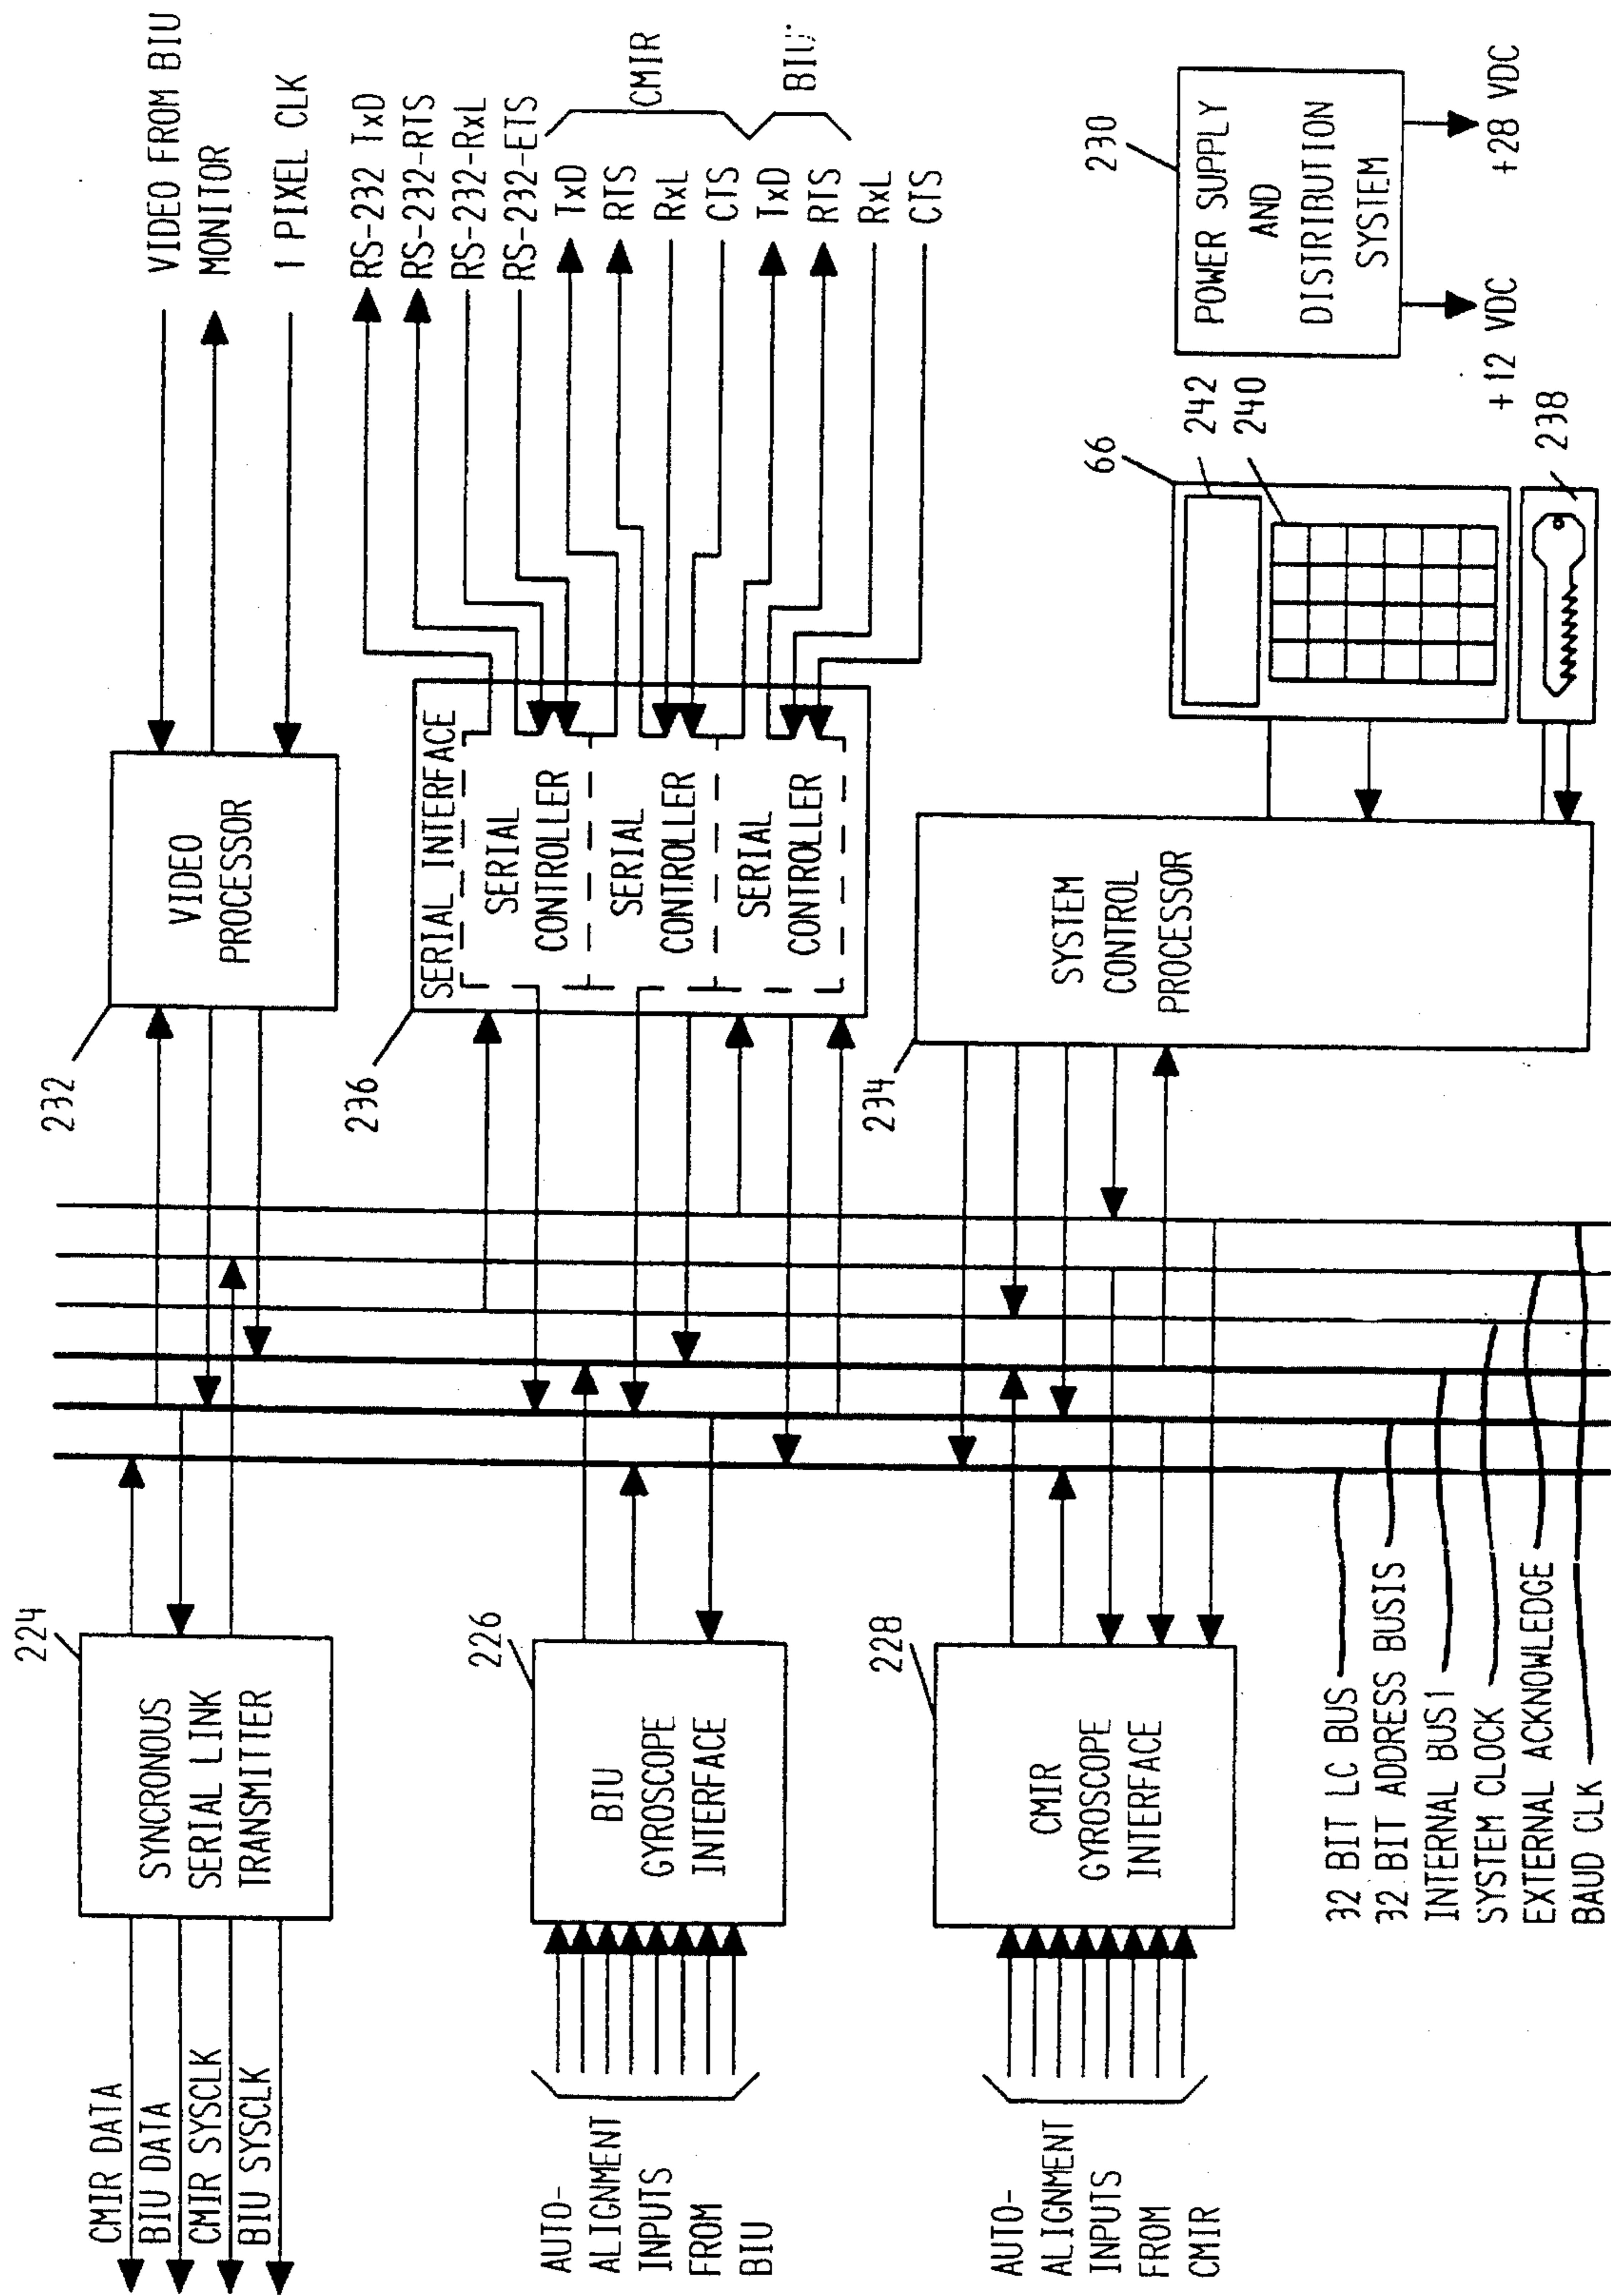 CMIR DATA
BIU DATA
CMIR SYSCLK
BIU SYSCLK
224
SYNCRONOUS
SERIAL LINK
TRANSMITTER
232
VIDEO
PROCESSOR
VIDEO FROM BIU
MONITOR
1 PIXEL CLK
AUTO-
ALIGNMENT
INPUTS
FROM
BIU
226
BIU
GYROSCOPE
INTERFACE
236
SERIAL INTERFACE
SERIAL
CONTROLLER
SERIAL
CONTROLLER
SERIAL
CONTROLLER
RS-232 TxD
RS-232-RTS
RS-232-RxL
RS-232-ETS
TxD
RTS
RxL
CTS
CMIR
TxD
RTS
RxL
CTS
BIU
AUTO-
ALIGNMENT
INPUTS
FROM
CMIR
228
CMIR
GYROSCOPE
INTERFACE
234
SYSTEM
CONTROL
PROCESSOR
66
242
240
238
230
POWER SUPPLY
AND
DISTRIBUTION
SYSTEM
+12 VDC
+28 VDC
32 BIT LC BUS
32 BIT ADDRESS BUSIS
INTERNAL BUS1
SYSTEM CLOCK
EXTERNAL ACKNOWLEDGE
BAUD CLK